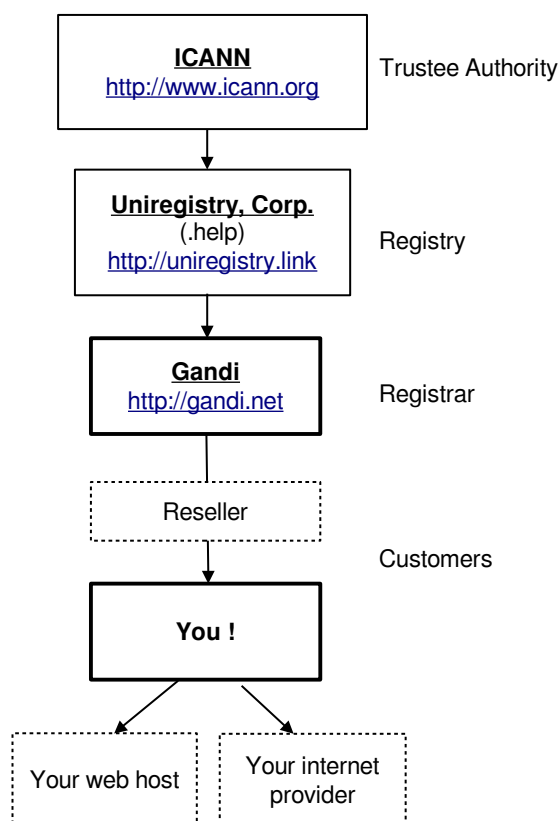 ICANN
http://www.icann.org
Trustee Authority
Uniregistry, Corp.
(.help)
http://uniregistry.link
Registry
Gandi
http://gandi.net
Registrar
Reseller
Customers
You !
Your web host
Your internet
provider